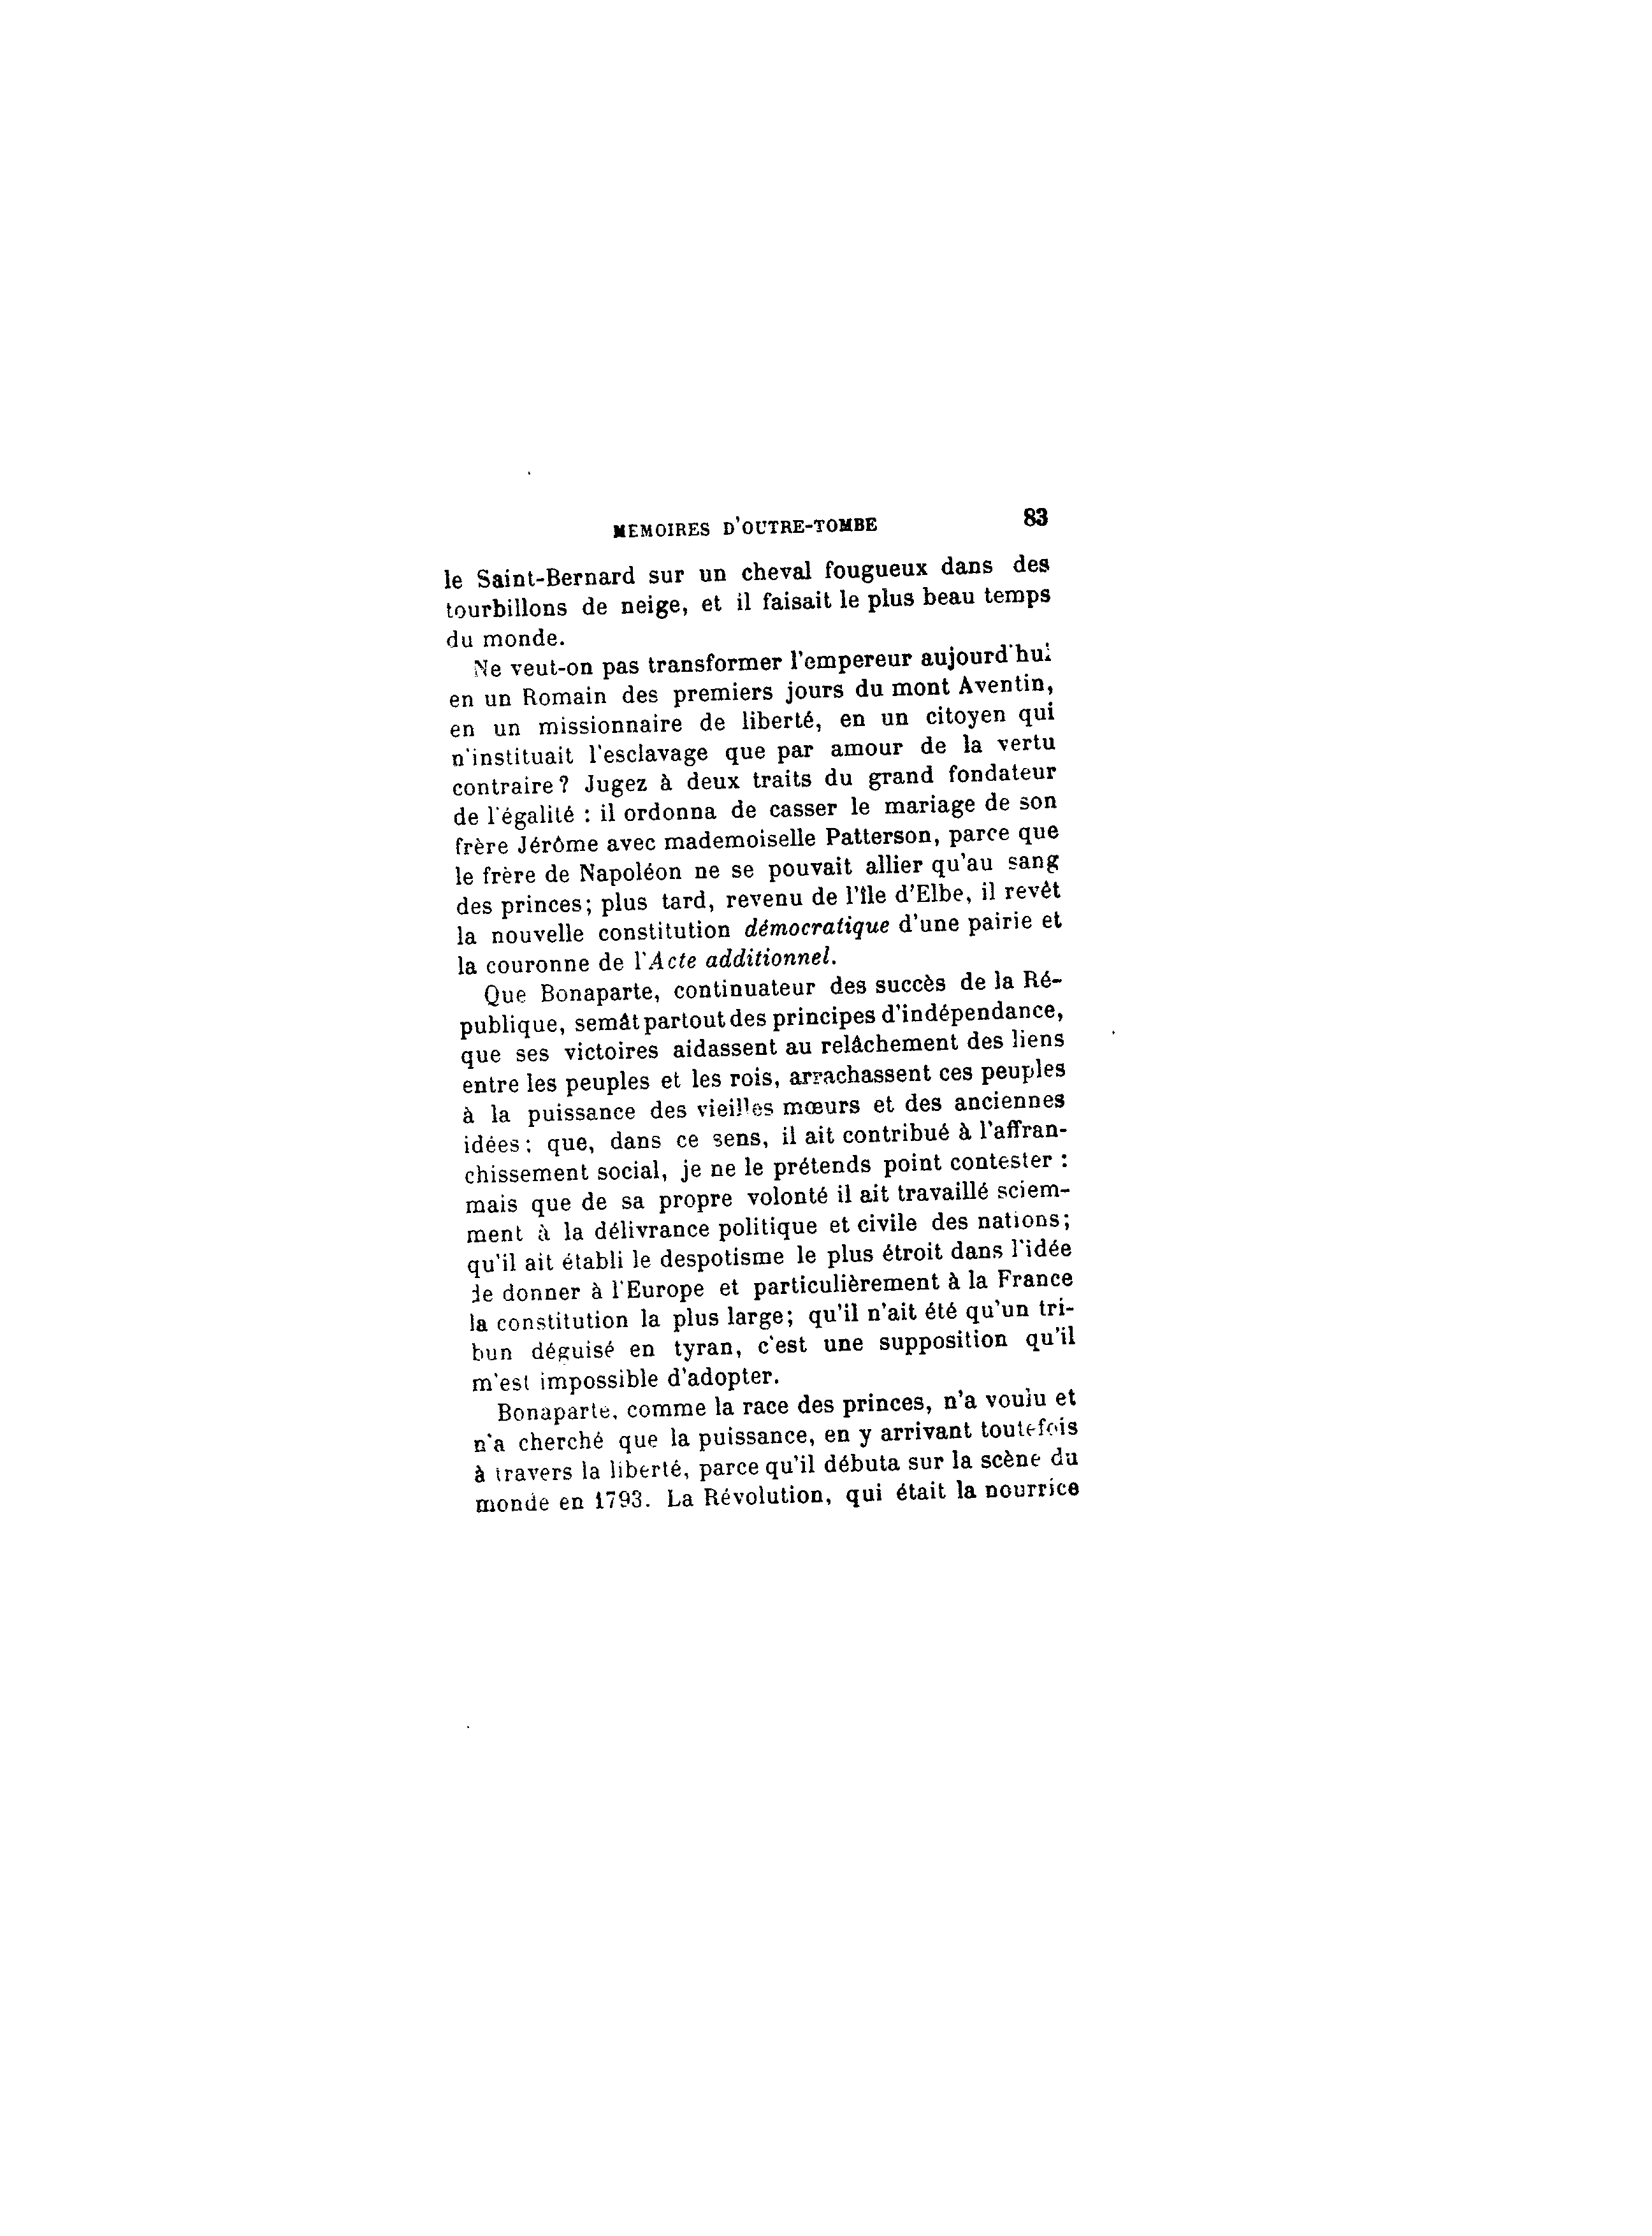 MEMOIRES D'OUTRE-TOMBE 83
le Saint-Bernard sur un cheval fougueux dans des
tourbillons de neige, et il faisait le plus beau temps
du monde.
Ne veut-on pas transformer l'empereur aujourd'hui
en un Romain des premiers jours du mont Aventin,
en un missionnaire de liberté, en un citoyen qui
n'instituait l'esclavage que par amour de la vertu
contraire? Jugez à deux traits du grand fondateur
de l'égalité : il ordonna de casser le mariage de son
frère Jérôme avec mademoiselle Patterson, parce que
le frère de Napoléon ne se pouvait allier qu'au sang
des princes; plus tard, revenu de l'île d'Elbe, il revêt
la nouvelle constitution démocratique d'une pairie et
la couronne de l'Acte additionnel.
Que Bonaparte, continuateur des succès de la Ré-
publique, semât partout des principes d'indépendance,
que ses victoires aidassent au relâchement des liens
entre les peuples et les rois, arrachassent ces peuples
à la puissance des vieilles mœurs et des anciennes
idées; que, dans ce sens, il ait contribué à l'affran-
chissement social, je ne le prétends point contester :
mais que de sa propre volonté il ait travaillé sciem-
ment à la délivrance politique et civile des nations;
qu'il ait établi le despotisme le plus étroit dans l'idée
de donner à l'Europe et particulièrement à la France
la constitution la plus large; qu'il n'ait été qu'un tri-
bun déguisé en tyran, c'est une supposition qu'il
m'est impossible d'adopter.
Bonaparte, comme la race des princes, n'a voulu et
n'a cherché que la puissance, en y arrivant toutefois
à travers la liberté, parce qu'il débuta sur la scène du
monde en 1793. La Révolution, qui était la nourrice